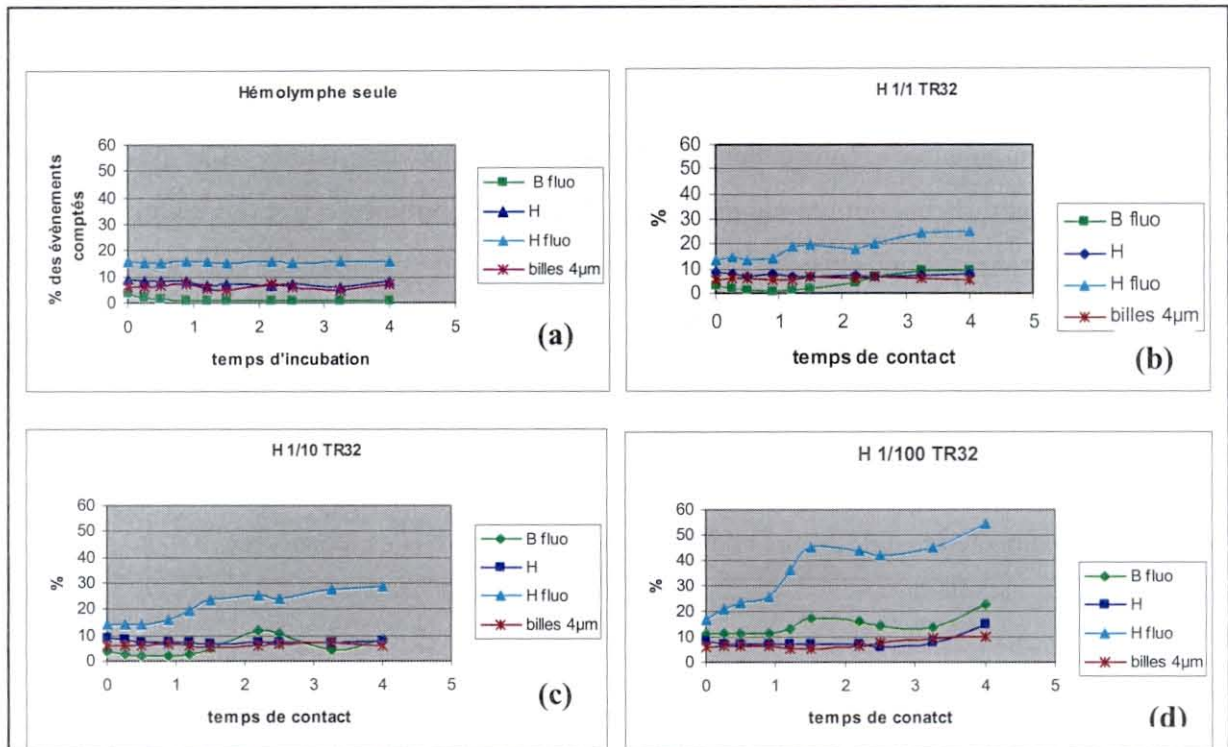 Hémolymphe seule
% des évènements
comptés
60
50
40
30
20
10
0
0 1 2 3 4 5
temps d'incubation
B fluo
H
H fluo
billes 4µm
(a)
H 1/1 TR32
%
60
50
40
30
20
10
0
0 1 2 3 4 5
temps de contact
B fluo
H
H fluo
billes 4µm
(b)
H 1/10 TR32
%
60
50
40
30
20
10
0
0 1 2 3 4 5
temps de contact
B fluo
H
H fluo
billes 4µm
(c)
H 1/100 TR32
%
60
50
40
30
20
10
0
0 1 2 3 4 5
temps de conatct
B fluo
H
H fluo
billes 4µm
(d)